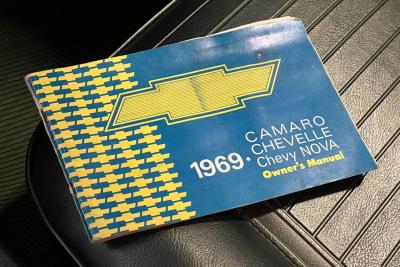 1969· CAMARO
CHEVELLE
Chevy NOVA
Owner's Manual